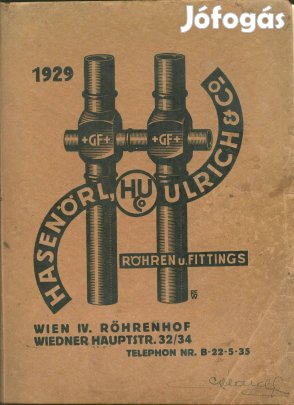 Jófogás
1929
+GF+ +GF+
HASENÖRL, ULRICH & Co.
HU
Co
RÖHREN u. FITTINGS
WIEN IV. RÖHRENHOF
WIEDNER HAUPTSTR. 32/34
TELEPHON NR. B-22-5-35